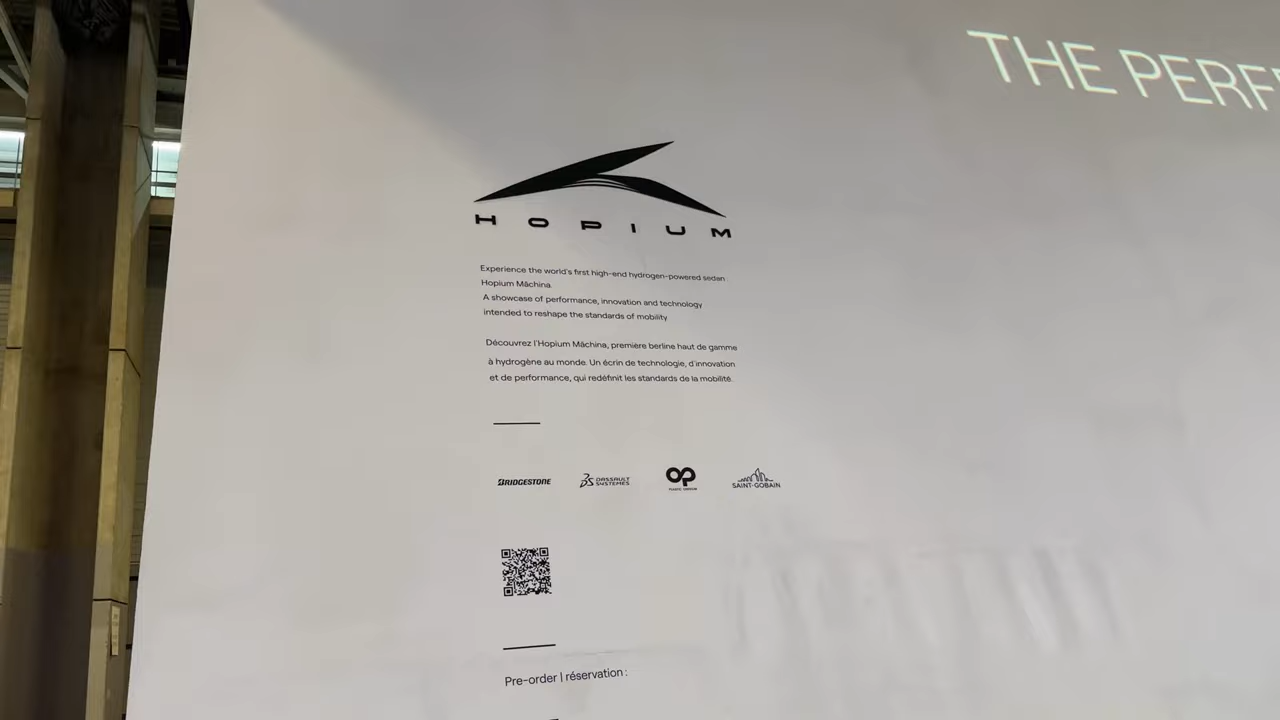 THE PERF
HOPIUM
Experience the world's first high-end hydrogen-powered sedan :
Hopium Māchina.
A showcase of performance, innovation and technology
intended to reshape the standards of mobility
Découvrez l'Hopium Māchina, première berline haut de gamme
à hydrogène au monde. Un écrin de technologie, d'innovation
et de performance, qui redéfinit les standards de la mobilité.
BRIDGESTONE
DASSAULT
SYSTEMES
OP
PLASTIC OMNIUM
SAINT-GOBAIN
Pre-order | réservation :